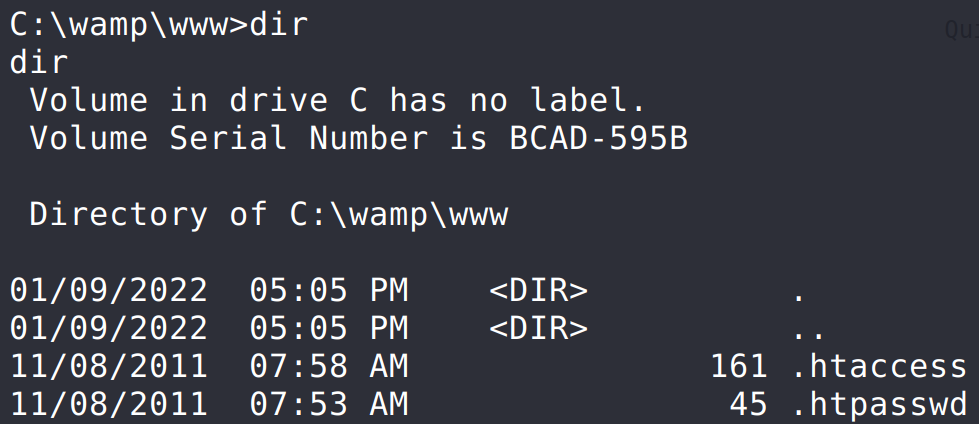 C:\wamp\www>dir
dir
 Volume in drive C has no label.
 Volume Serial Number is BCAD-595B

 Directory of C:\wamp\www

01/09/2022  05:05 PM    <DIR>          .
01/09/2022  05:05 PM    <DIR>          ..
11/08/2011  07:58 AM               161 .htaccess
11/08/2011  07:53 AM                45 .htpasswd